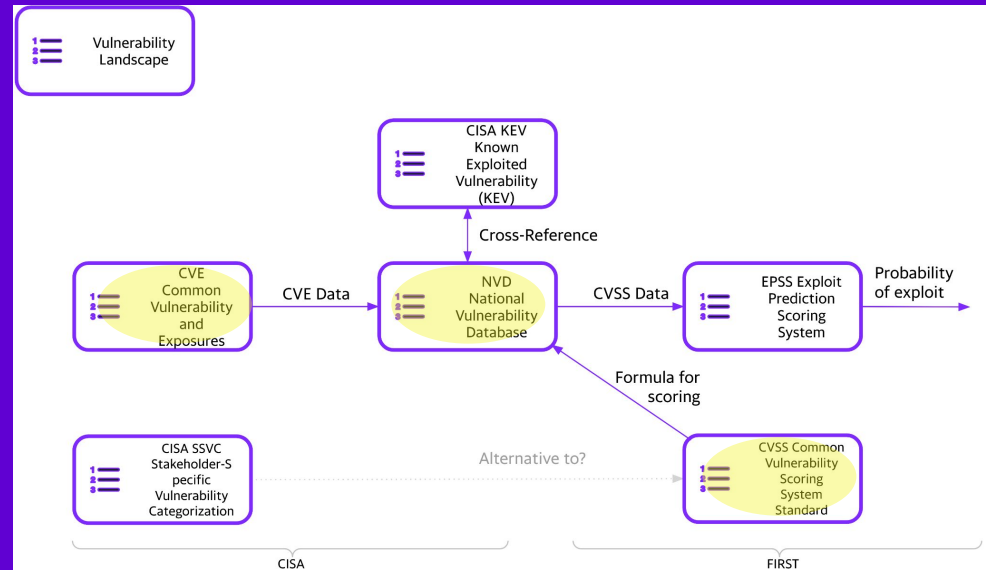 Vulnerability
Landscape
CISA KEV
Known
Exploited
Vulnerability
(KEV)
Cross-Reference
CVE
Common
Vulnerability
and
Exposures
CVE Data
NVD
National
Vulnerability
Database
CVSS Data
EPSS Exploit
Prediction
Scoring
System
Probability
of exploit
Formula for
scoring
CISA SSVC
Stakeholder-S
pecific
Vulnerability
Categorization
Alternative to?
CVSS Common
Vulnerability
Scoring
System
Standard
CISA
FIRST